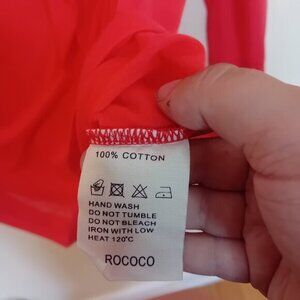 100% COTTON
HAND WASH
DO NOT TUMBLE
DO NOT BLEACH
IRON WITH LOW
HEAT 120°C
ROCOCO